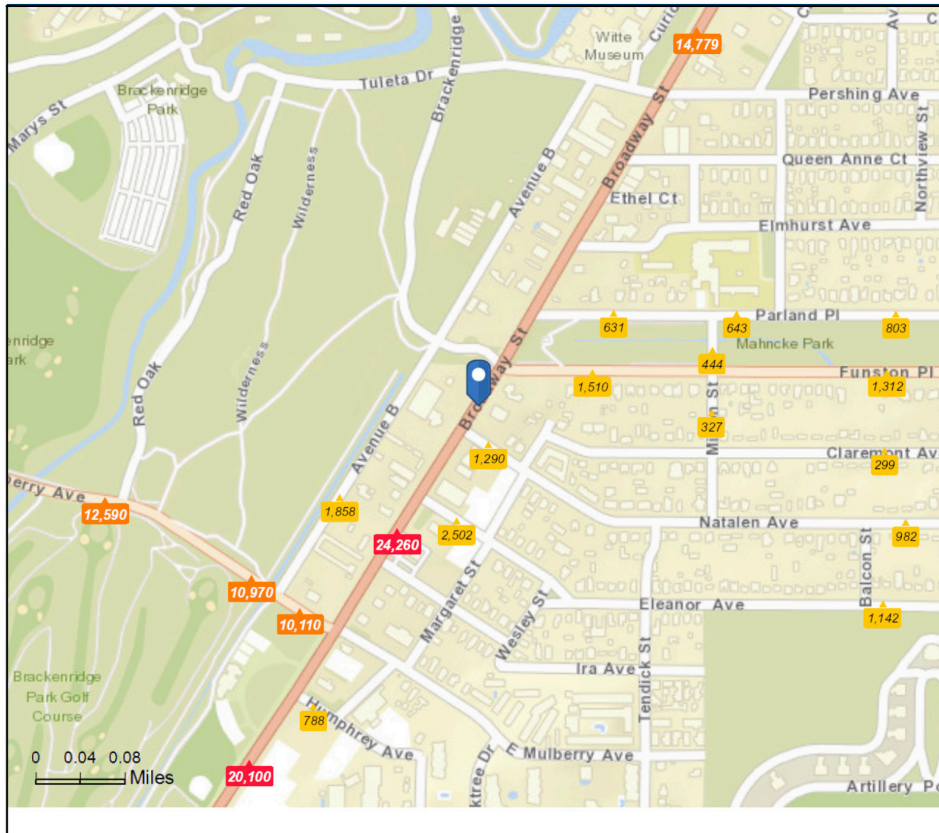 Witte
Museum
14,779
Curio
Brackenridge
Park
Marys St
Tuleta Dr
Brackenridge
Pershing Ave
Northview St
Queen Anne Ct
Avenue B
Broadway St
Ethel Ct
Elmhurst Ave
Red Oak
Wilderness
631
643
Parland Pl
803
Mahncke Park
444
1,510
Funston Pl
1,312
Broadway St
327
Claremont Av
299
Red Oak
Wilderness
Avenue B
1,290
berry Ave
12,590
1,858
2,502
Natalen Ave
982
24,260
Balcon St
10,970
10,110
Margaret St
Wesley St
Eleanor Ave
1,142
Tendick St
Ira Ave
Brackenridge
Park Golf
Course
788
Humphrey Ave
E Mulberry Ave
0 0.04 0.08
Miles
20,100
Artillery Po